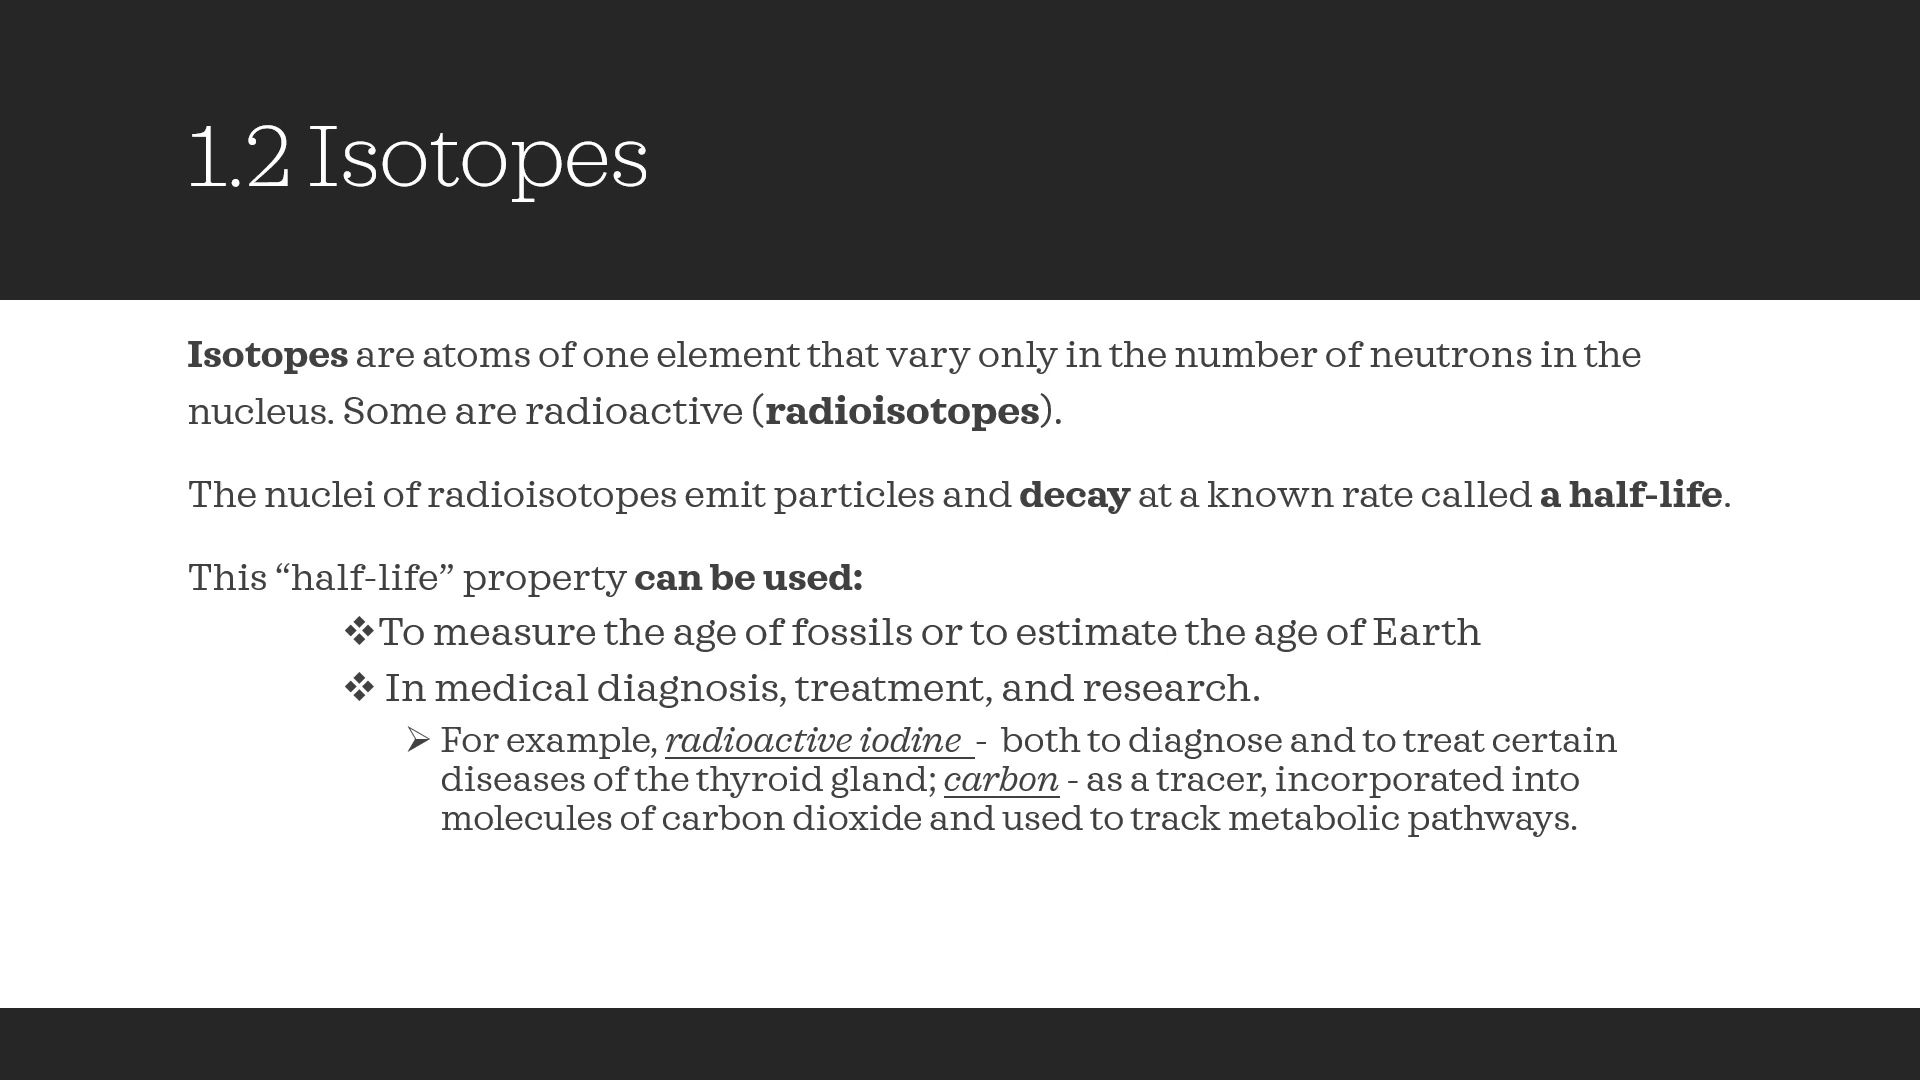 1.2 Isotopes
Isotopes are atoms of one element that vary only in the number of neutrons in the
nucleus. Some are radioactive (radioisotopes).
The nuclei of radioisotopes emit particles and decay at a known rate called a half-life.
This “half-life” property can be used:
❖To measure the age of fossils or to estimate the age of Earth
❖ In medical diagnosis, treatment, and research.
➢ For example, radioactive iodine - both to diagnose and to treat certain
diseases of the thyroid gland; carbon - as a tracer, incorporated into
molecules of carbon dioxide and used to track metabolic pathways.